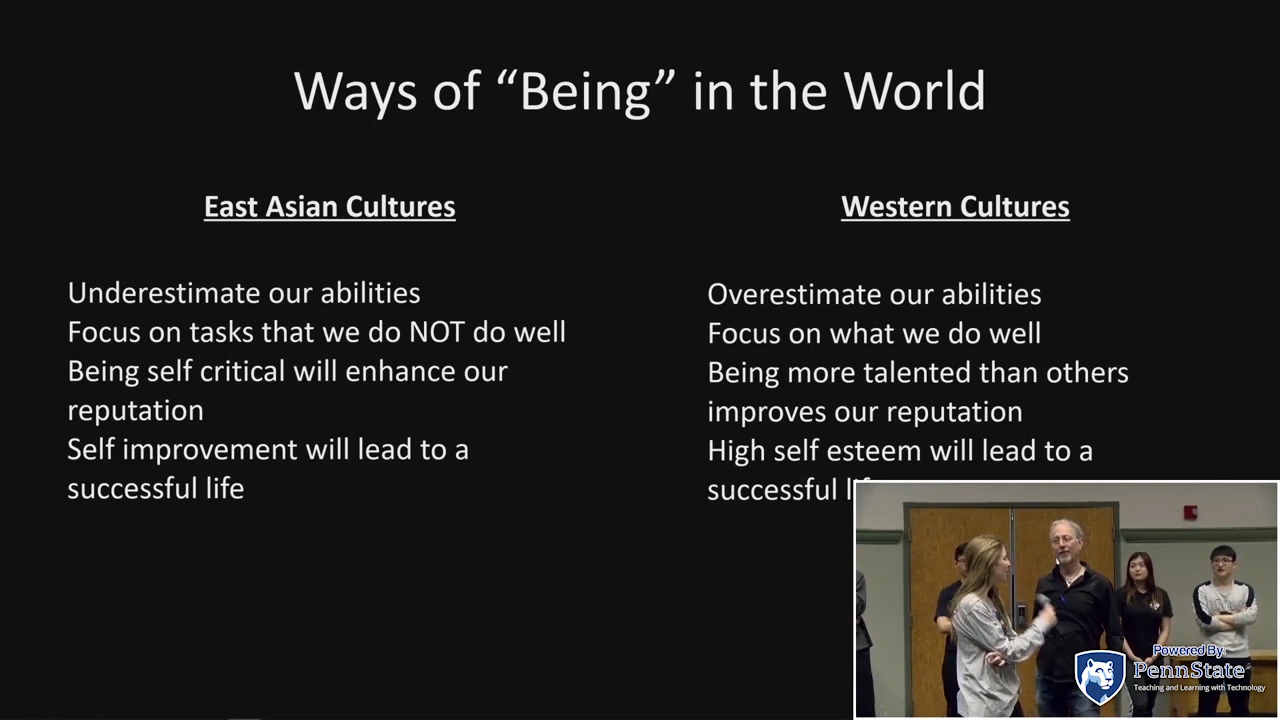 Ways of “Being” in the World
East Asian Cultures
Underestimate our abilities
Focus on tasks that we do NOT do well
Being self critical will enhance our
reputation
Self improvement will lead to a
successful life
Western Cultures
Overestimate our abilities
Focus on what we do well
Being more talented than others
improves our reputation
High self esteem will lead to a
successful life
Powered By:
PennState
Teaching and Learning with Technology